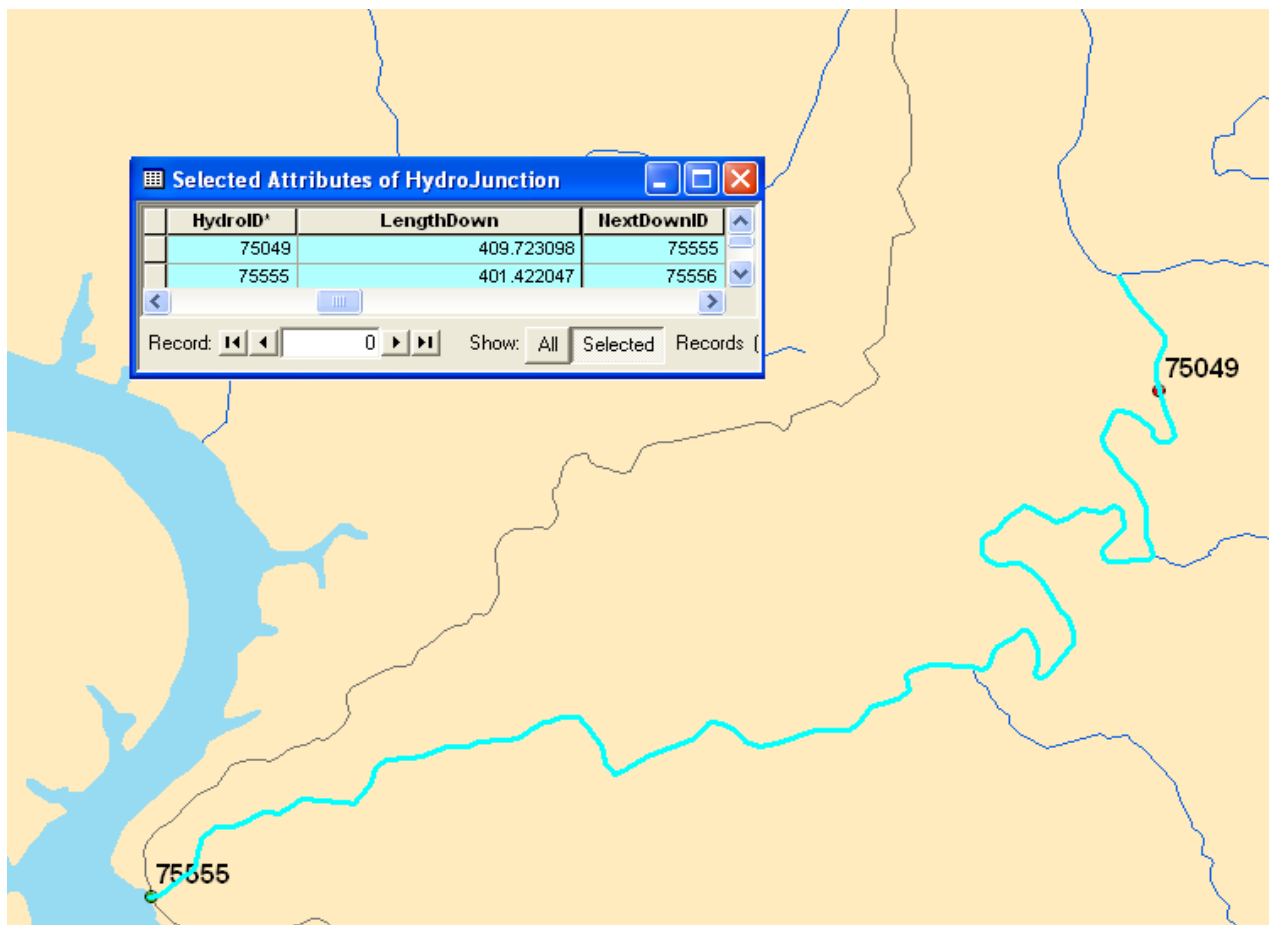 Selected Attributes of HydroJunction
HydroID* LengthDown NextDownID
75049 409.723098 75555
75555 401.422047 75556
Record: 0 Show: All Selected Records (
75049
75555